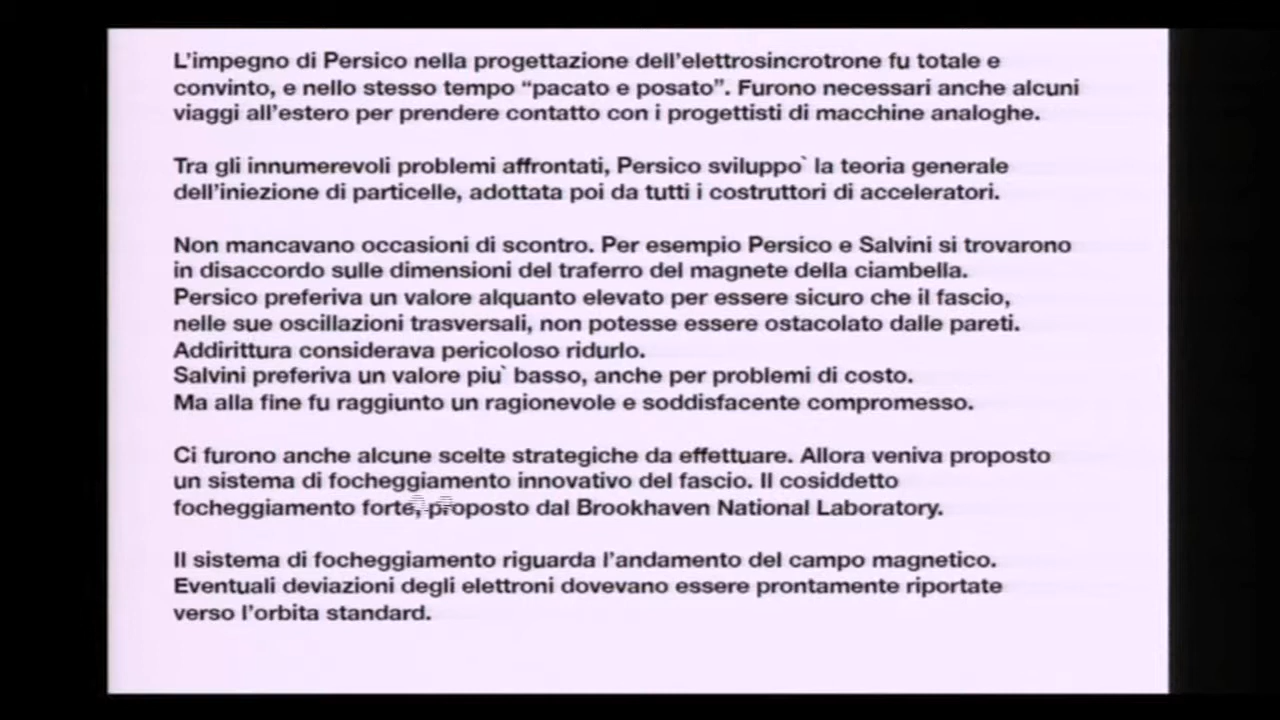 L'impegno di Persico nella progettazione dell'elettrosincrotrone fu totale e
convinto, e nello stesso tempo “pacato e posato”. Furono necessari anche alcuni
viaggi all'estero per prendere contatto con i progettisti di macchine analoghe.
Tra gli innumerevoli problemi affrontati, Persico sviluppo` la teoria generale
dell'iniezione di particelle, adottata poi da tutti i costruttori di acceleratori.
Non mancavano occasioni di scontro. Per esempio Persico e Salvini si trovarono
in disaccordo sulle dimensioni del traferro del magnete della ciambella.
Persico preferiva un valore alquanto elevato per essere sicuro che il fascio,
nelle sue oscillazioni trasversali, non potesse essere ostacolato dalle pareti.
Addirittura considerava pericoloso ridurlo.
Salvini preferiva un valore piu` basso, anche per problemi di costo.
Ma alla fine fu raggiunto un ragionevole e soddisfacente compromesso.
Ci furono anche alcune scelte strategiche da effettuare. Allora veniva proposto
un sistema di focheggiamento innovativo del fascio. Il cosiddetto
focheggiamento forte, proposto dal Brookhaven National Laboratory.
Il sistema di focheggiamento riguarda l'andamento del campo magnetico.
Eventuali deviazioni degli elettroni dovevano essere prontamente riportate
verso l'orbita standard.